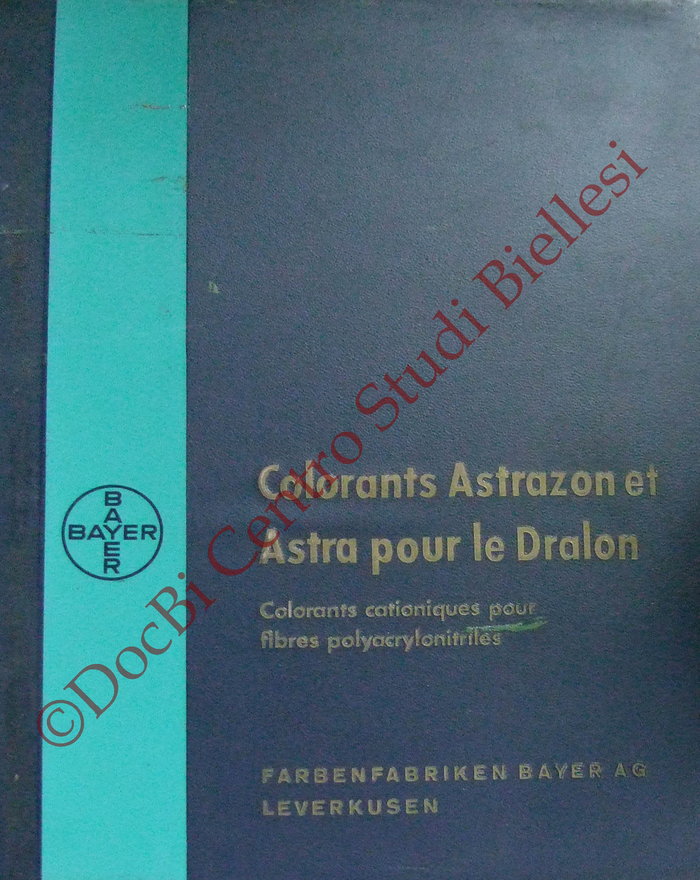 BAYER
BAYER
Colorants Astrazon et
Astra pour le Dralon
Colorants cationiques pour
fibres polyacrylonitriles
FARBENFABRIKEN BAYER AG
LEVERKUSEN
©DocBi Centro Studi Biellesi